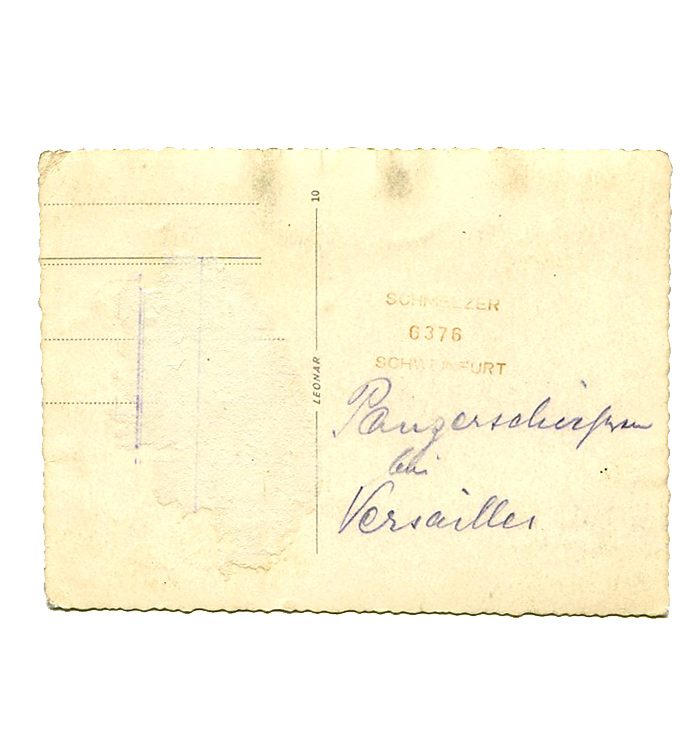 10
LEONAR
SCHMELZER
6376
SCHWEINFURT
Panzerschießen
bei
Versailles